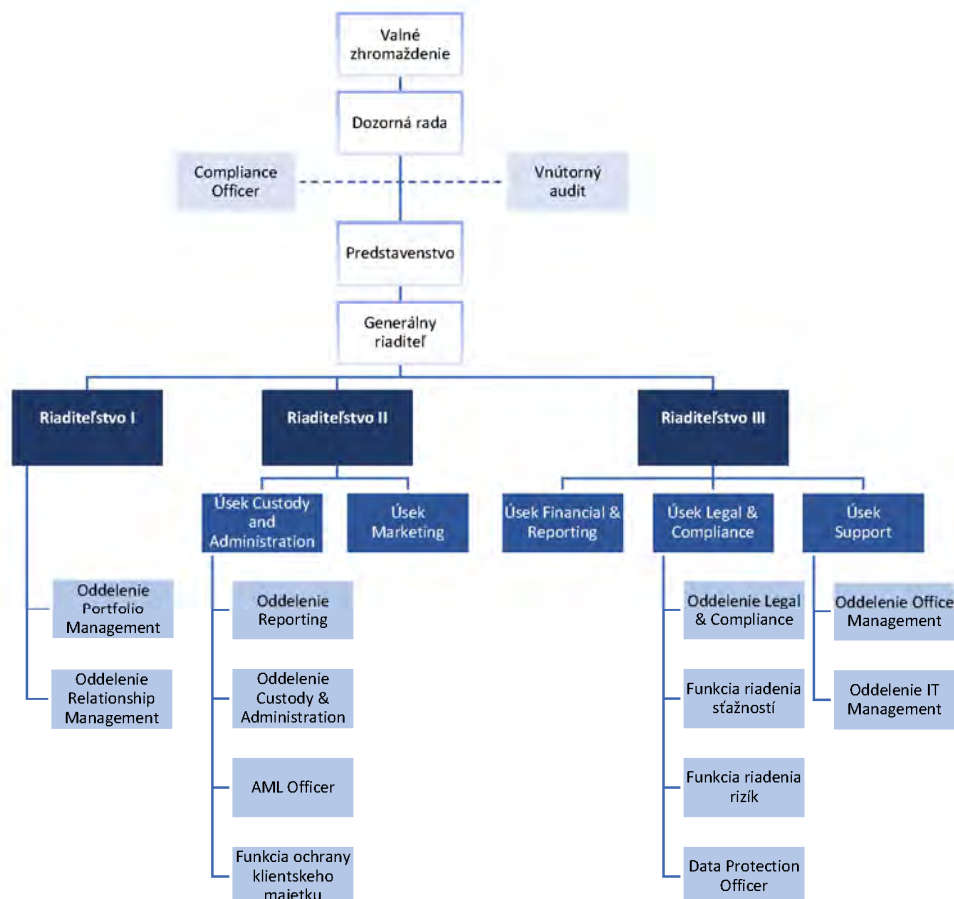 Valné
zhromaždenie
Dozorná rada
Compliance
Officer
Vnútorný
audit
Predstavenstvo
Generálny
riaditeľ
Riaditeľstvo I
Riaditeľstvo II
Riaditeľstvo III
Úsek Custody
and
Administration
Úsek
Marketing
Úsek Financial &
Reporting
Úsek Legal &
Compliance
Úsek
Support
Oddelenie
Portfolio
Management
Oddelenie
Reporting
Oddelenie Legal
& Compliance
Oddelenie Office
Management
Oddelenie
Relationship
Management
Oddelenie
Custody &
Administration
Funkcia riadenia
sťažností
Oddelenie IT
Management
AML Officer
Funkcia riadenia
rizík
Funkcia ochrany
klientskeho
majetku
Data Protection
Officer